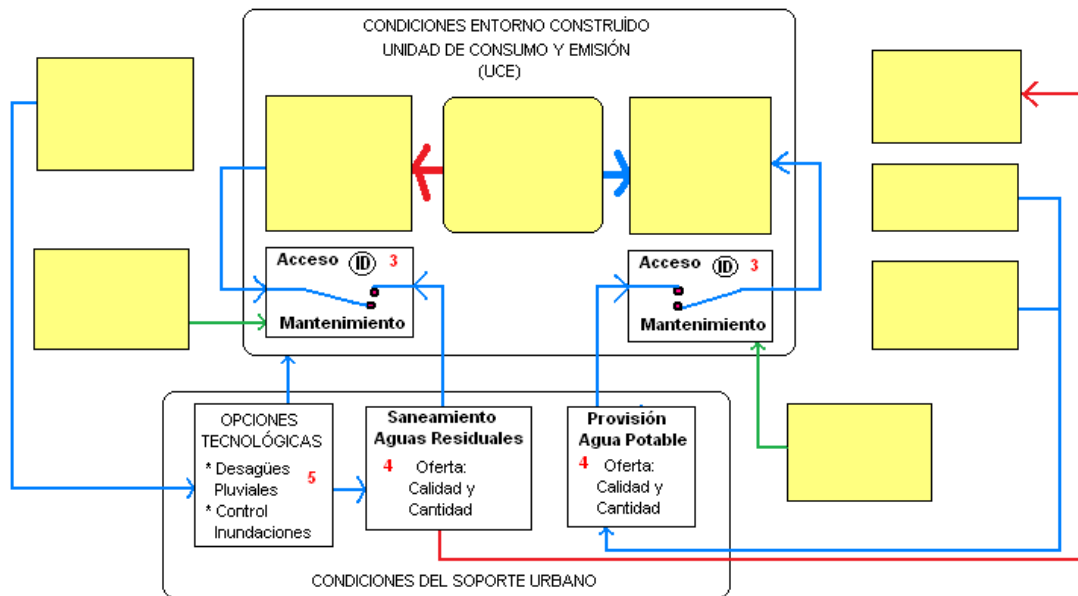 CONDICIONES ENTORNO CONSTRUÍDO
UNIDAD DE CONSUMO Y EMISIÓN
(UCE)
Acceso ID 3
Mantenimiento
Acceso ID 3
Mantenimiento
OPCIONES
TECNOLÓGICAS
* Desagües 5
Pluviales
* Control
Inundaciones
Saneamiento
Aguas Residuales
4 Oferta:
Calidad y
Cantidad
Provisión
Agua Potable
4 Oferta:
Calidad y
Cantidad
CONDICIONES DEL SOPORTE URBANO